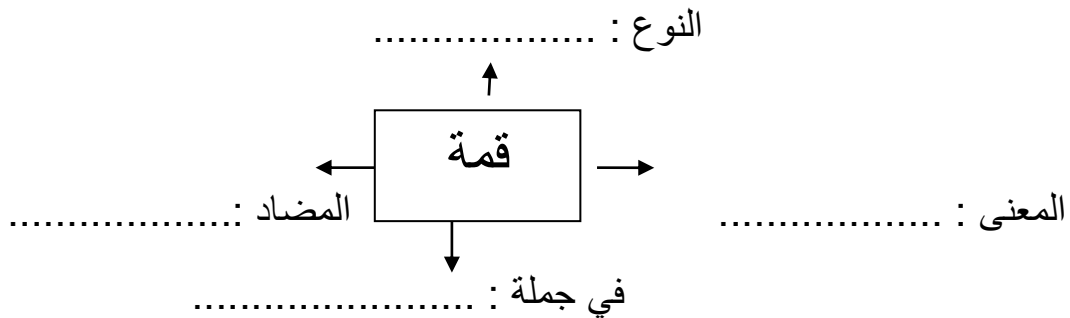 النوع : ...................
قمة
المعنى : ...................
المضاد :...................
في جملة : ........................